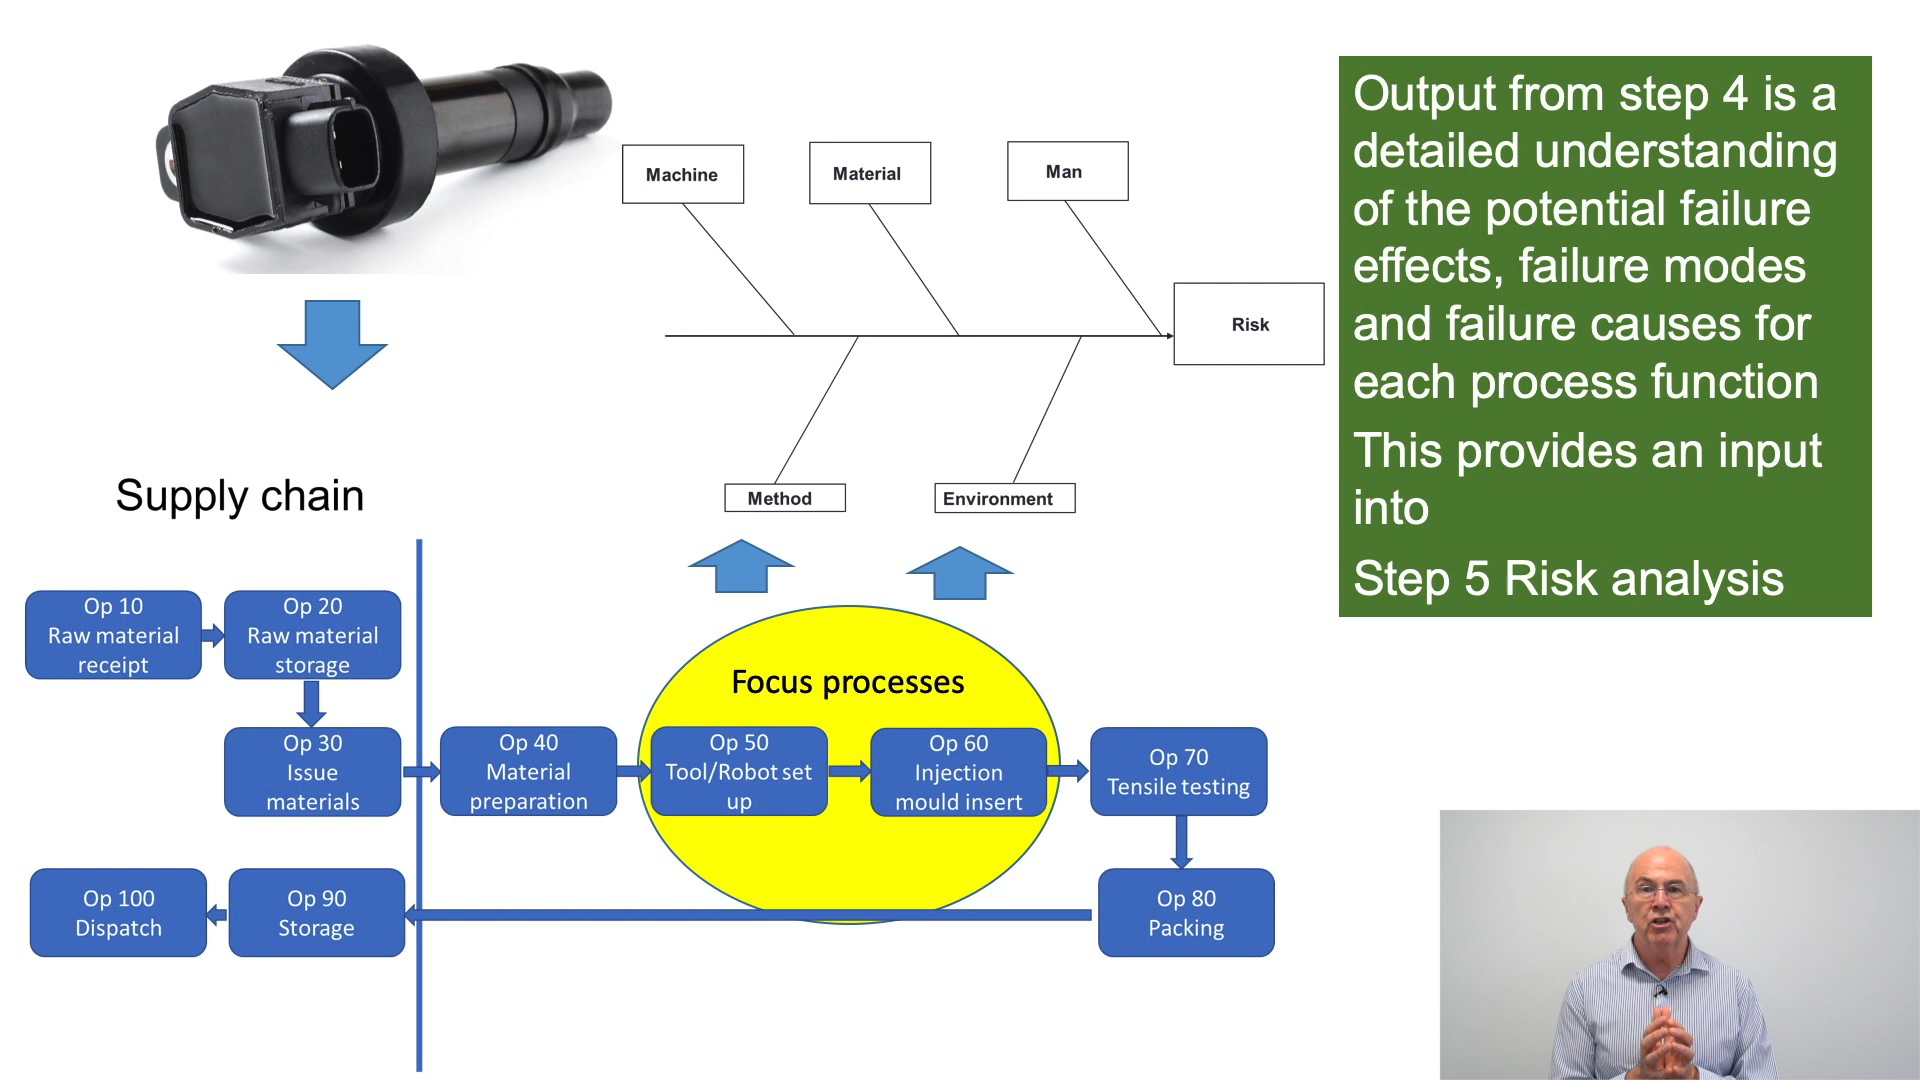 Output from step 4 is a
detailed understanding
of the potential failure
effects, failure modes
and failure causes for
each process function
This provides an input
into
Step 5 Risk analysis
Machine
Material
Man
Risk
Method
Environment
Supply chain
Focus processes
Op 10
Raw material
receipt
Op 20
Raw material
storage
Op 30
Issue
materials
Op 40
Material
preparation
Op 50
Tool/Robot set
up
Op 60
Injection
mould insert
Op 70
Tensile testing
Op 80
Packing
Op 90
Storage
Op 100
Dispatch